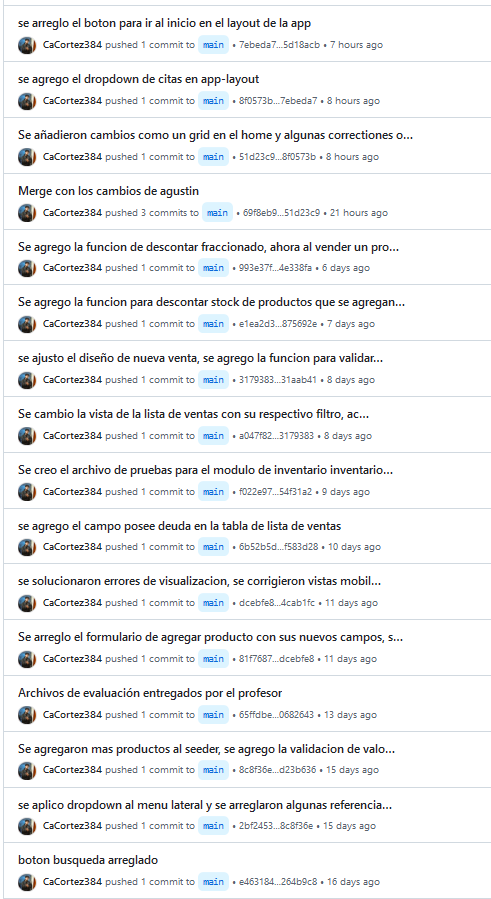 se arreglo el boton para ir al inicio en el layout de la app
CaCortez384 pushed 1 commit to main • 7ebeda7...5d18acb • 7 hours ago
se agrego el dropdown de citas en app-layout
CaCortez384 pushed 1 commit to main • 8f0573b...7ebeda7 • 8 hours ago
Se añadieron cambios como un grid en el home y algunas correctiones o...
CaCortez384 pushed 1 commit to main • 51d23c9...8f0573b • 8 hours ago
Merge con los cambios de agustin
CaCortez384 pushed 3 commits to main • 69f8eb9...51d23c9 • 21 hours ago
Se agrego la funcion de descontar fraccionado, ahora al vender un pro...
CaCortez384 pushed 1 commit to main • 993e37f...4e338fa • 6 days ago
Se agrego la funcion para descontar stock de productos que se agregan...
CaCortez384 pushed 1 commit to main • e1ea2d3...875692e • 7 days ago
se ajusto el diseño de nueva venta, se agrego la funcion para validar...
CaCortez384 pushed 1 commit to main • 3179383...31aab41 • 8 days ago
Se cambio la vista de la lista de ventas con su respectivo filtro, ac...
CaCortez384 pushed 1 commit to main • a047f82...3179383 • 8 days ago
Se creo el archivo de pruebas para el modulo de inventario inventario...
CaCortez384 pushed 1 commit to main • f022e97...54f31a2 • 9 days ago
se agrego el campo posee deuda en la tabla de lista de ventas
CaCortez384 pushed 1 commit to main • 6b52b5d...f583d28 • 10 days ago
se solucionaron errores de visualizacion, se corrigieron vistas mobil...
CaCortez384 pushed 1 commit to main • dcebfe8...4cab1fc • 11 days ago
Se arreglo el formulario de agregar producto con sus nuevos campos, s...
CaCortez384 pushed 1 commit to main • 81f7687...dcebfe8 • 11 days ago
Archivos de evaluación entregados por el profesor
CaCortez384 pushed 1 commit to main • 65ffdbe...0682643 • 13 days ago
Se agregaron mas productos al seeder, se agrego la validacion de valo...
CaCortez384 pushed 1 commit to main • 8c8f36e...d23b636 • 15 days ago
se aplico dropdown al menu lateral y se arreglaron algunas referencia...
CaCortez384 pushed 1 commit to main • 2bf2453...8c8f36e • 15 days ago
boton busqueda arreglado
CaCortez384 pushed 1 commit to main • e463184...264b9c8 • 16 days ago